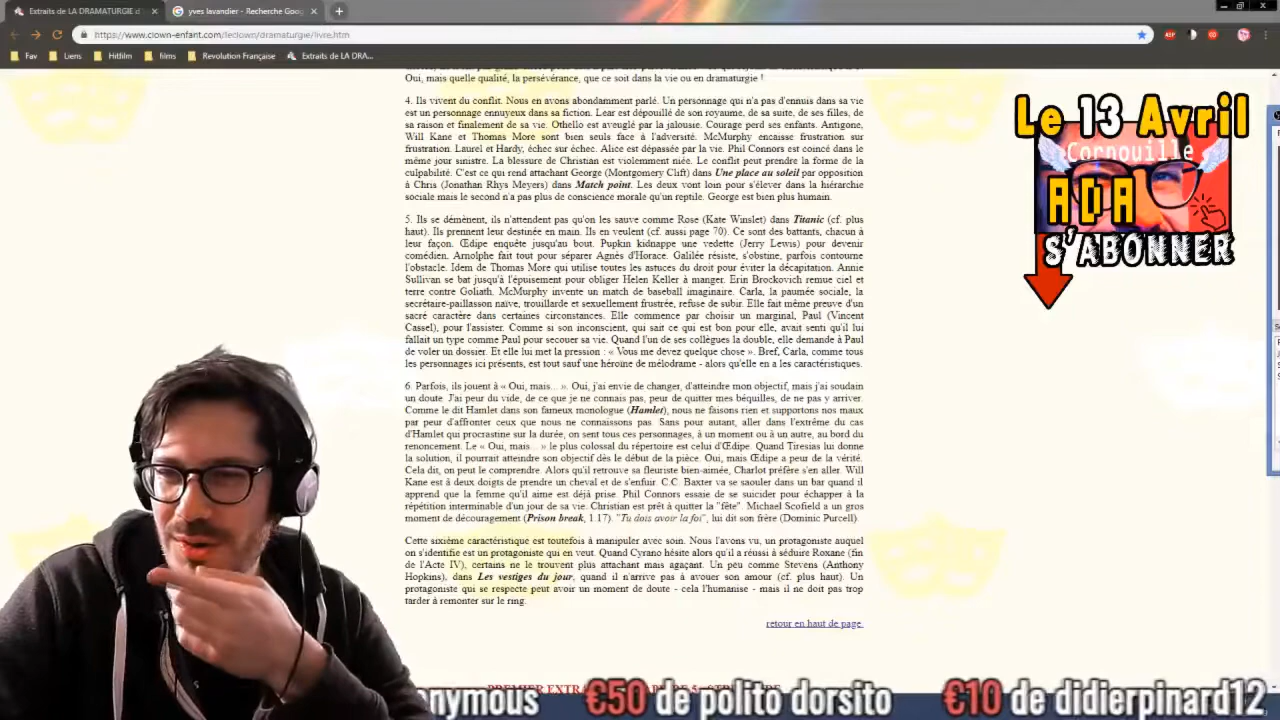 Extraits de LA DRAMATURGIE d
yves lavandier - Recherche Goog
https://www.clown-enfant.com/leclown/dramaturgie/livre.htm
Fav
Liens
Hitfilm
films
Revolution Française
Extraits de LA DRA...
Oui, mais quelle qualité, la persévérance, que ce soit dans la vie ou en dramaturgie !
4. Ils vivent du conflit. Nous en avons abondamment parlé. Un personnage qui n'a pas d'ennuis dans sa vie
est un personnage ennuyeux dans sa fiction. Lear est dépouillé de son royaume, de sa suite, de ses filles, de
sa raison et finalement de sa vie. Othello est aveuglé par la jalousie. Courage perd ses enfants. Antigone,
Will Kane et Thomas More sont bien seuls face à l'adversité. McMurphy encaisse frustration sur
frustration. Laurel et Hardy, échec sur échec. Alice est dépassée par la vie. Phil Connors est coincé dans le
même jour sinistre. La blessure de Christian est violemment niée. Le conflit peut prendre la forme de la
culpabilité. C'est ce qui rend attachant George (Montgomery Clift) dans Une place au soleil par opposition
à Chris (Jonathan Rhys Meyers) dans Match point. Les deux vont loin pour s'élever dans la hiérarchie
sociale mais le second n'a pas plus de conscience morale qu'un reptile. George est bien plus humain.
5. Ils se démènent, ils n'attendent pas qu'on les sauve comme Rose (Kate Winslet) dans Titanic (cf. plus
haut). Ils prennent leur destinée en main. Ils en veulent (cf. aussi page 70). Ce sont des battants, chacun à
leur façon. Œdipe enquête jusqu'au bout. Pupkin kidnappe une vedette (Jerry Lewis) pour devenir
comédien. Arnolphe fait tout pour séparer Agnès d'Horace. Galilée résiste, s'obstine, parfois contourne
l'obstacle. Idem de Thomas More qui utilise toutes les astuces du droit pour éviter la décapitation. Annie
Sullivan se bat jusqu'à l'épuisement pour obliger Helen Keller à manger. Erin Brockovich remue ciel et
terre contre Goliath. McMurphy invente un match de baseball imaginaire. Carla, la paumée sociale, la
secrétaire-paillasson naïve, trouillarde et sexuellement frustrée, refuse de subir. Elle fait même preuve d'un
sacré caractère dans certaines circonstances. Elle commence par choisir un marginal, Paul (Vincent
Cassel), pour l'assister. Comme si son inconscient, qui sait ce qui est bon pour elle, avait senti qu'il lui
fallait un type comme Paul pour secouer sa vie. Quand l'un de ses collègues la double, elle demande à Paul
de voler un dossier. Et elle lui met la pression : « Vous me devez quelque chose ». Bref, Carla, comme tous
les personnages ici présents, est tout sauf une héroïne de mélodrame - alors qu'elle en a les caractéristiques.
6. Parfois, ils jouent à « Oui, mais... ». Oui, j'ai envie de changer, d'atteindre mon objectif, mais j'ai soudain
un doute. J'ai peur du vide, de ce que je ne connais pas, peur de quitter mes béquilles, de ne pas y arriver.
Comme le dit Hamlet dans son fameux monologue (Hamlet), nous ne faisons rien et supportons nos maux
par peur d'affronter ceux que nous ne connaissons pas. Sans pour autant, aller dans l'extrême du cas
d'Hamlet qui procrastine sur la durée, on sent tous ces personnages, à un moment ou à un autre, au bord du
renoncement. Le « Oui, mais... » le plus colossal du répertoire est celui d'Œdipe. Quand Tiresias lui donne
la solution, il pourrait atteindre son objectif dès le début de la pièce. Oui, mais Œdipe a peur de la vérité.
Cela dit, on peut le comprendre. Alors qu'il retrouve sa fleuriste bien-aimée, Charlot préfère s'en aller. Will
Kane est à deux doigts de prendre un cheval et de s'enfuir. C.C. Baxter va se saouler dans un bar quand il
apprend que la femme qu'il aime est déjà prise. Phil Connors essaie de se suicider pour échapper à la
répétition interminable d'un jour de sa vie. Christian est prêt à quitter la "fête". Michael Scofield a un gros
moment de découragement (Prison break, 1.17). "Tu dois avoir la foi", lui dit son frère (Dominic Purcell).
Cette sixième caractéristique est toutefois à manipuler avec soin. Nous l'avons vu, un protagoniste auquel
on s'identifie est un protagoniste qui en veut. Quand Cyrano hésite alors qu'il a réussi à séduire Roxane (fin
de l'Acte IV), certains ne le trouvent plus attachant mais agaçant. Un peu comme Stevens (Anthony
Hopkins), dans Les vestiges du jour, quand il n'arrive pas à avouer son amour (cf. plus haut). Un
protagoniste qui se respecte peut avoir un moment de doute - cela l'humanise - mais il ne doit pas trop
tarder à remonter sur le ring.
retour en haut de page
Le 13 Avril
Cornouille
ADA
S'ABONNER
nymous €50 de polito dorsito €10 de didierpinard12